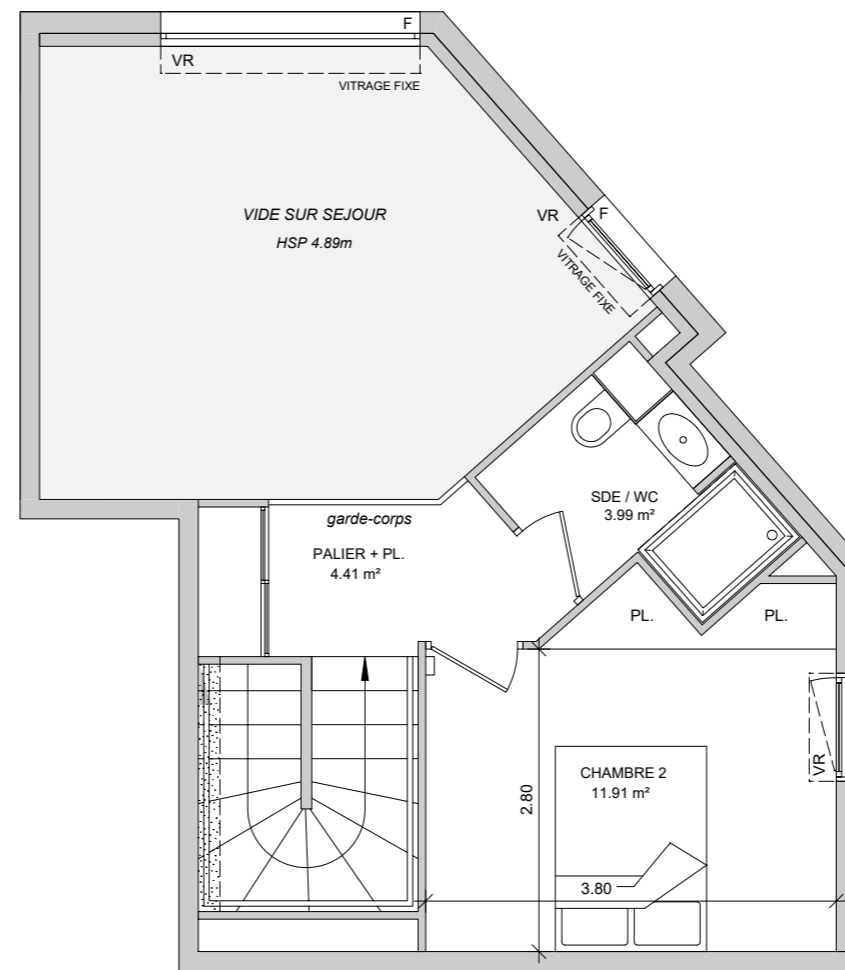 F
VR
VITRAGE FIXE
VIDE SUR SEJOUR
HSP 4.89m
VR
F
VITRAGE FIXE
SDE / WC
3.99 m²
garde-corps
PALIER + PL.
4.41 m²
PL.
PL.
VR
CHAMBRE 2
11.91 m²
2.80
3.80